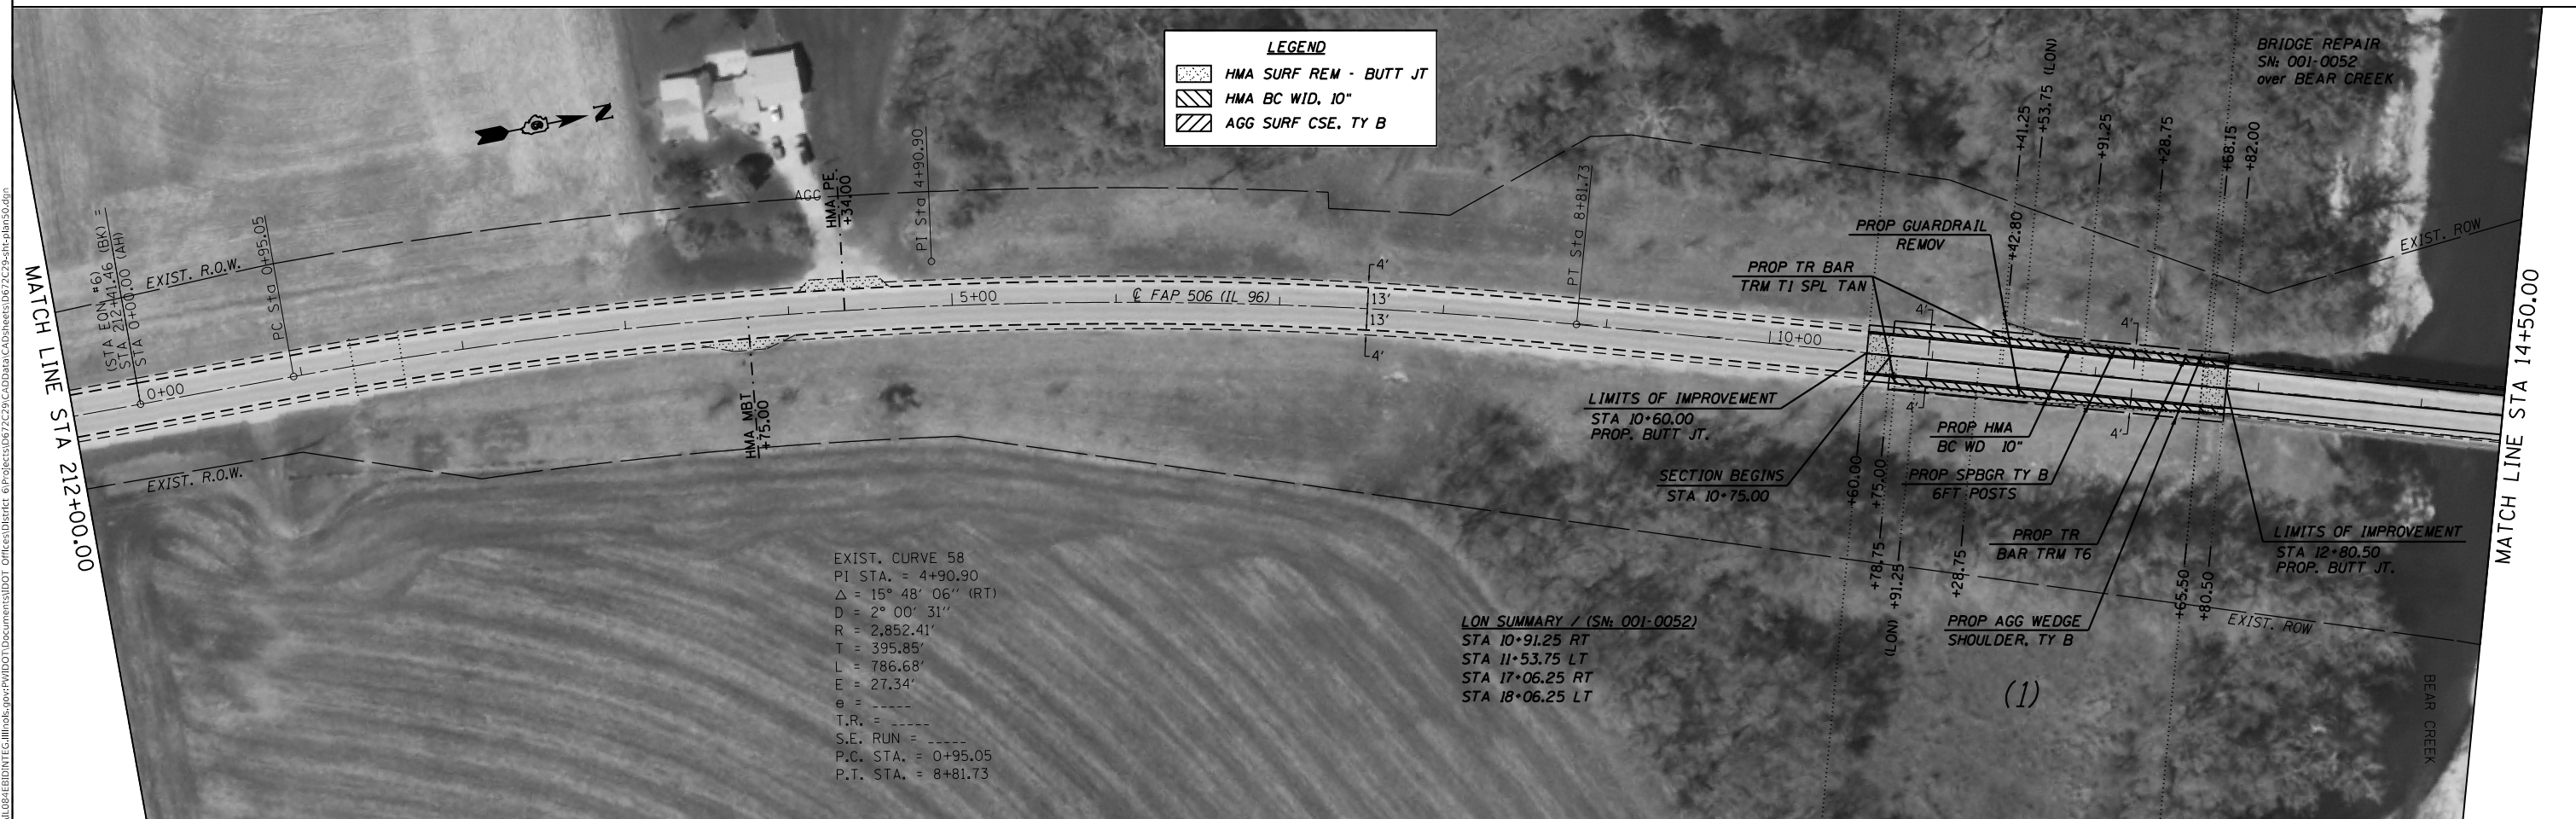 LEGEND
HMA SURF REM - BUTT JT
HMA BC WID, 10"
AGG SURF CSE, TY B
BRIDGE REPAIR
SN: 001-0052
over BEAR CREEK
N
MATCH LINE STA 212+00.00
(STA EQN #6)
STA 212+41.46 (BK) =
STA 0+00.00 (AH)
PC Sta 0+95.05
EXIST. R.O.W.
0+00
EXIST. R.O.W.
AGG
HMA PE.
+34.00
HMA MBT
+75.00
PI Sta 4+90.90
5+00
℄ FAP 506 (IL 96)
4'
13'
13'
4'
PT Sta 8+81.73
10+00
PROP GUARDRAIL
REMOV
PROP TR BAR
TRM T1 SPL TAN
+42.80
+41.25
+53.75 (LON)
+91.25
+28.75
+68.15
+82.00
EXIST. ROW
4'
4'
4'
4'
LIMITS OF IMPROVEMENT
STA 10+60.00
PROP. BUTT JT.
SECTION BEGINS
STA 10+75.00
PROP HMA
BC WD 10"
PROP SPBGR TY B
6FT POSTS
PROP TR
BAR TRM T6
PROP AGG WEDGE
SHOULDER, TY B
LIMITS OF IMPROVEMENT
STA 12+80.50
PROP. BUTT JT.
+60.00
+75.00
+78.75
(LON) +91.25
+28.75
+65.50
+80.50
EXIST. ROW
(1)
BEAR CREEK
MATCH LINE STA 14+50.00
EXIST. CURVE 58
PI STA. = 4+90.90
Δ = 15° 48' 06'' (RT)
D = 2° 00' 31''
R = 2,852.41'
T = 395.85'
L = 786.68'
E = 27.34'
e = _____
T.R. = _____
S.E. RUN = _____
P.C. STA. = 0+95.05
P.T. STA. = 8+81.73
LON SUMMARY / (SN: 001-0052)
STA 10+91.25 RT
STA 11+53.75 LT
STA 17+06.25 RT
STA 18+06.25 LT